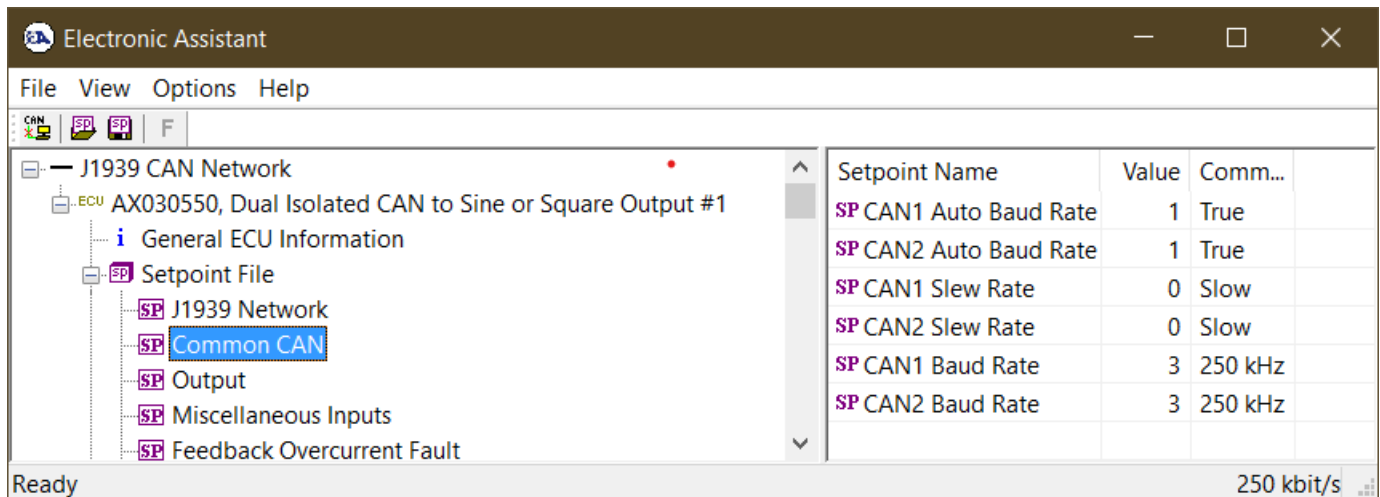 Electronic Assistant
File View Options Help
CAN SP SP F
J1939 CAN Network
ECU AX030550, Dual Isolated CAN to Sine or Square Output #1
i General ECU Information
SP Setpoint File
SP J1939 Network
SP Common CAN
SP Output
SP Miscellaneous Inputs
SP Feedback Overcurrent Fault
Setpoint Name Value Comm...
SP CAN1 Auto Baud Rate 1 True
SP CAN2 Auto Baud Rate 1 True
SP CAN1 Slew Rate 0 Slow
SP CAN2 Slew Rate 0 Slow
SP CAN1 Baud Rate 3 250 kHz
SP CAN2 Baud Rate 3 250 kHz
Ready 250 kbit/s